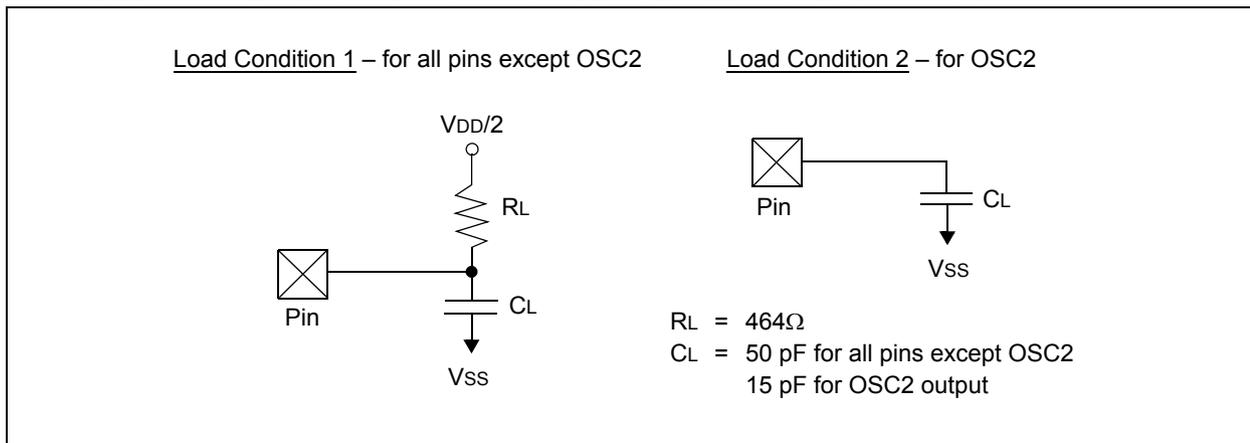 Load Condition 1 – for all pins except OSC2
VDD/2
RL
Pin
CL
VSS
Load Condition 2 – for OSC2
Pin
CL
VSS
RL = 464Ω
CL = 50 pF for all pins except OSC2
15 pF for OSC2 output